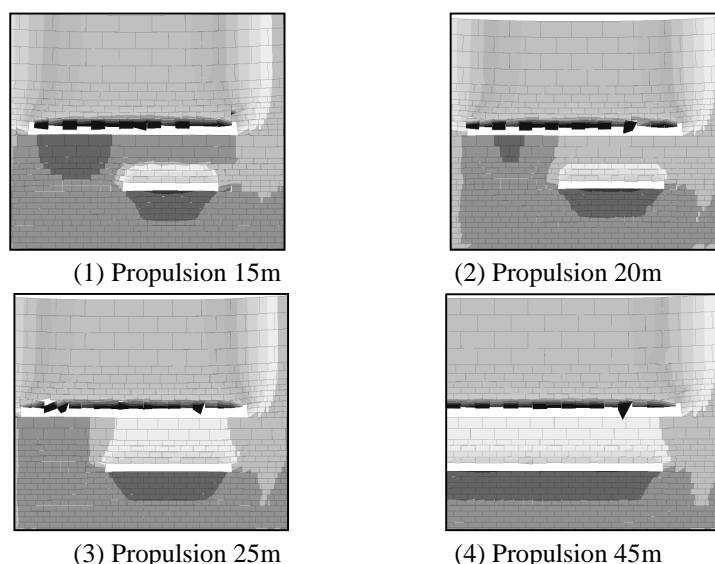 (1) Propulsion 15m
(2) Propulsion 20m
(3) Propulsion 25m
(4) Propulsion 45m